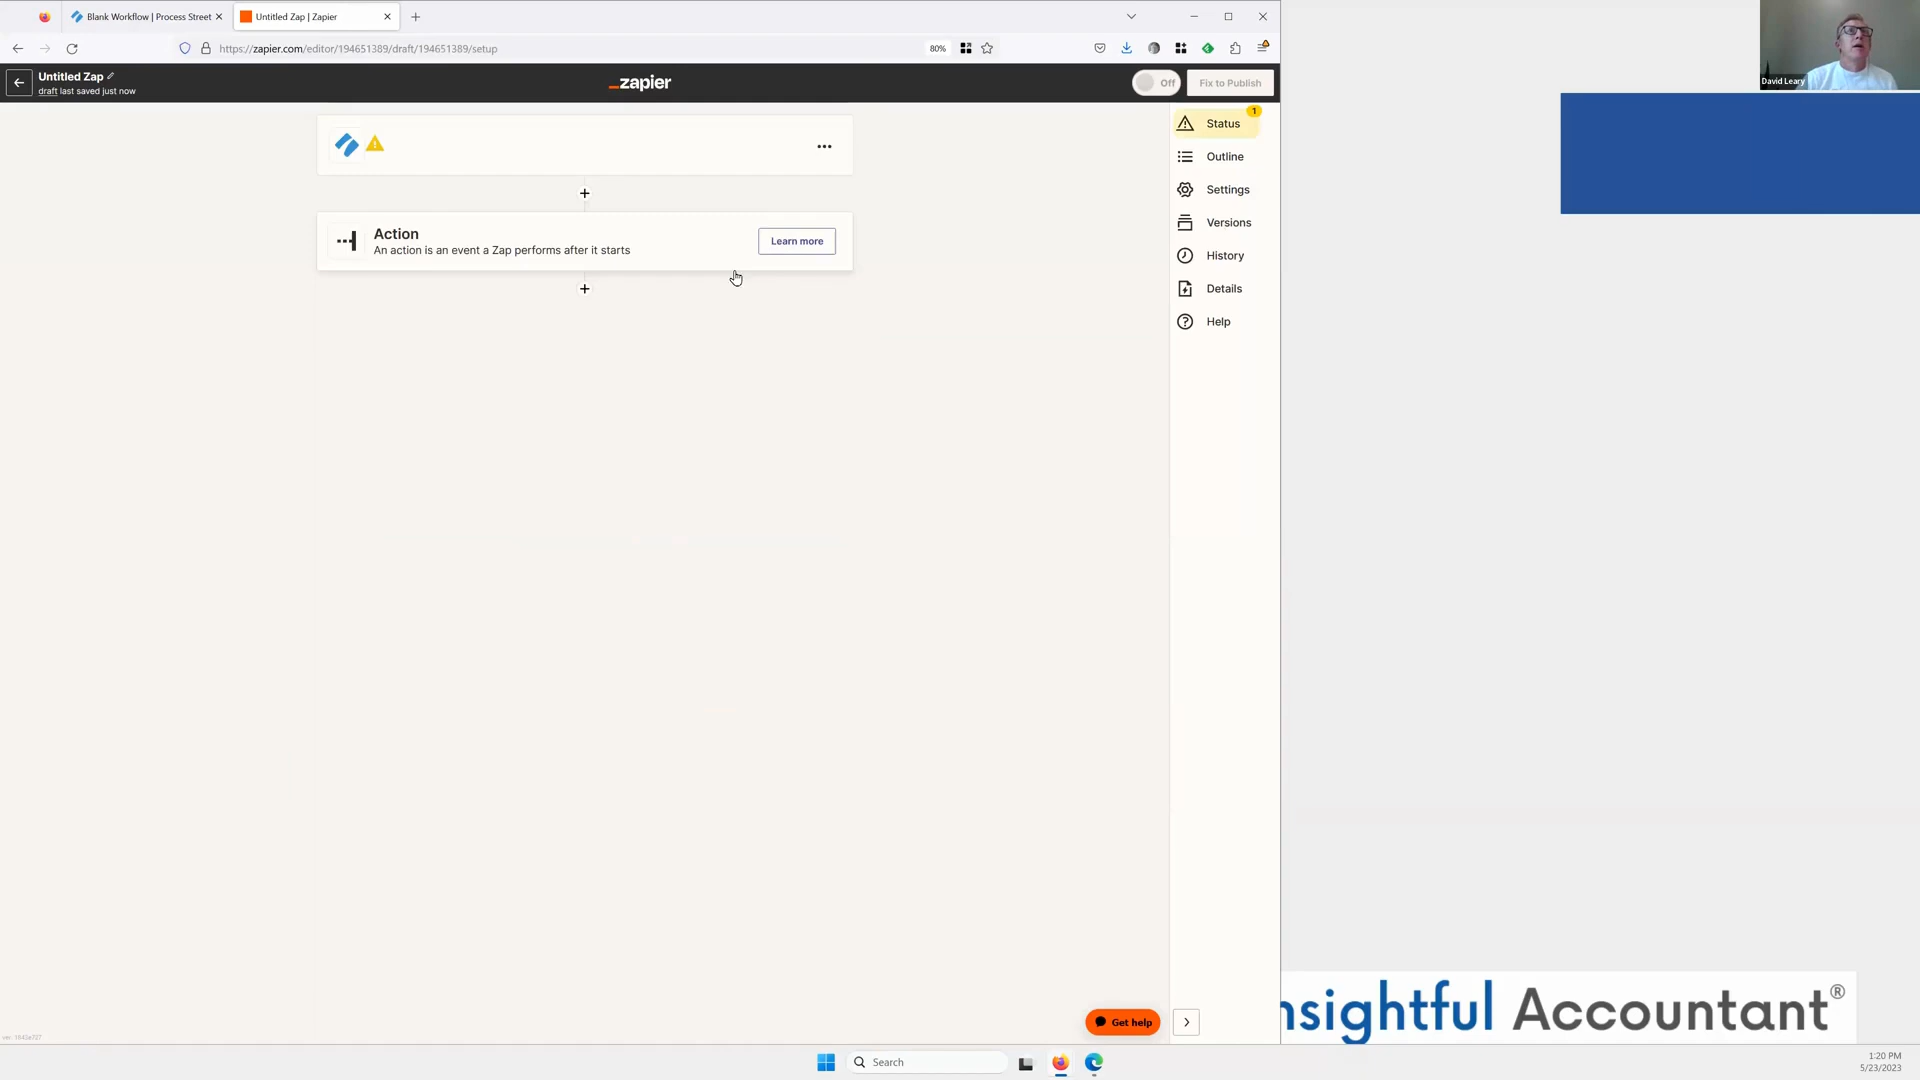 Blank Workflow | Process Street
Untitled Zap | Zapier
https://zapier.com/editor/194651389/draft/194651389/setup
80%
Untitled Zap
draft last saved just now
zapier
Off
Fix to Publish
Action
An action is an event a Zap performs after it starts
Learn more
1
Status
Outline
Settings
Versions
History
Details
Help
David Leary
Get help
nsightful Accountant®
Search
1:20 PM
5/23/2023